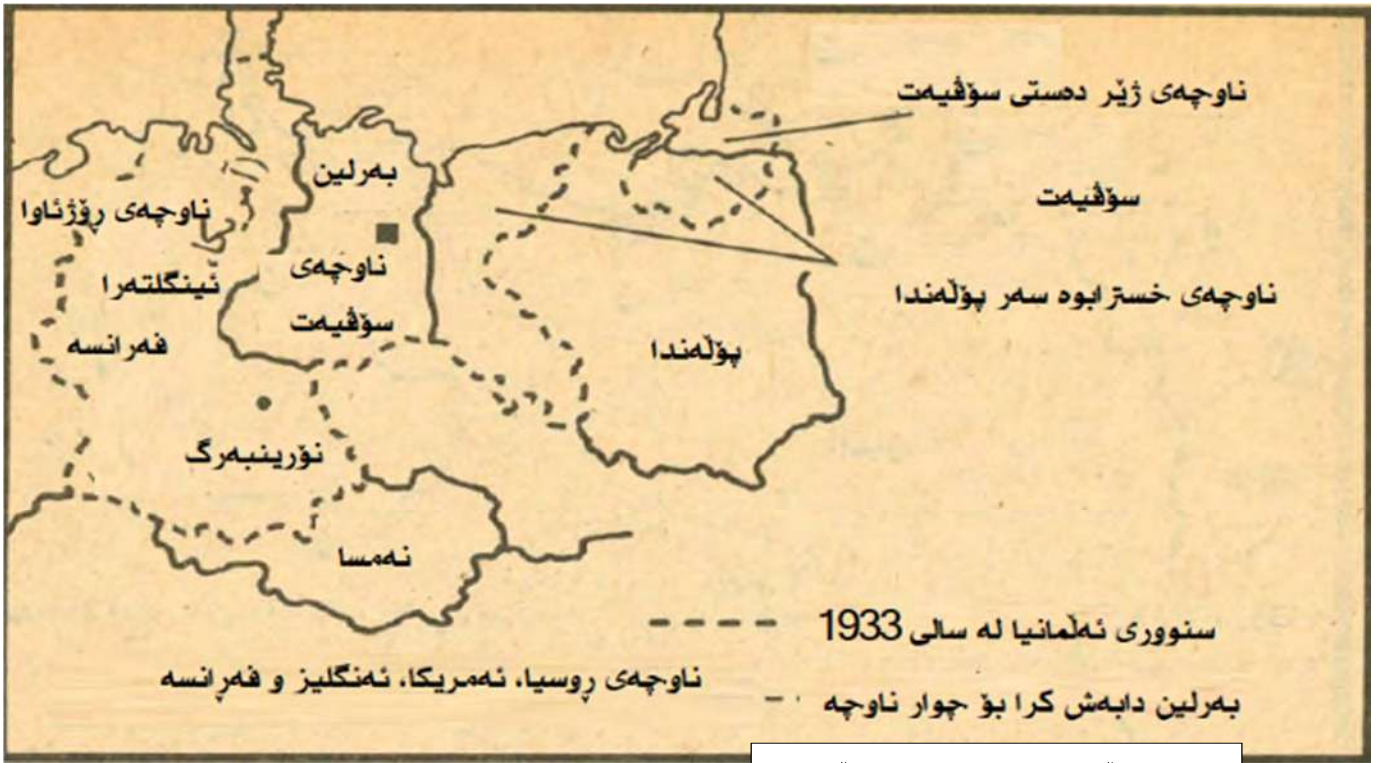 ناوچەی ژێر دەستی سۆڤیەت
سۆڤیەت
ناوچەی خسترابوە سەر پۆڵەندا
پۆڵەندا
بەرلین
ناوچەی
سۆڤیەت
ناوچەی ڕۆژئاوا
ئینگلتەرا
فەرانسە
نۆرینبەرگ
نەمسا
سنووری ئەڵمانیا لە سالی 1933
بەرلین دابەش کرا بۆ چوار ناوچە
ناوچەی ڕوسیا، ئەمریکا، ئەنگلیز و فەڕانسە